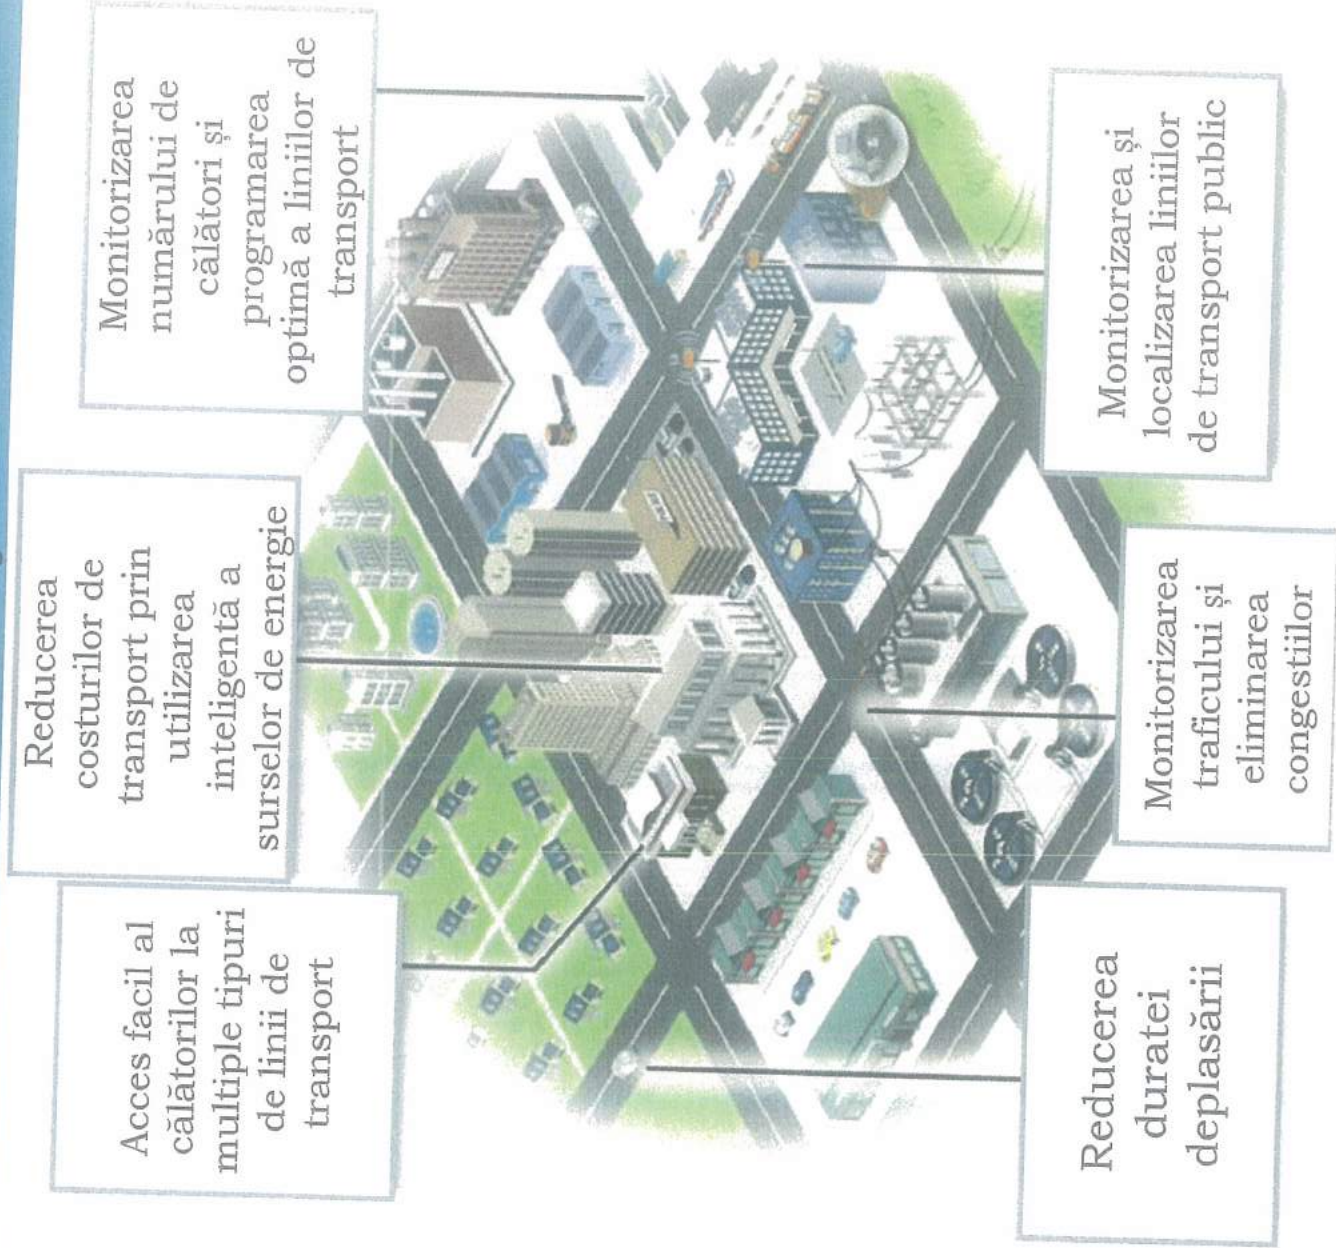 Acces facil al
călătorilor la
multiple tipuri
de linii de
transport
Reducerea
costurilor de
transport prin
utilizarea
inteligentă a
surselor de energie
Monitorizarea
numărului de
călători și
programarea
optimă a liniilor de
transport
Reducerea
duratei
deplasării
Monitorizarea
traficului și
eliminarea
congestiilor
Monitorizarea și
localizarea liniilor
de transport public